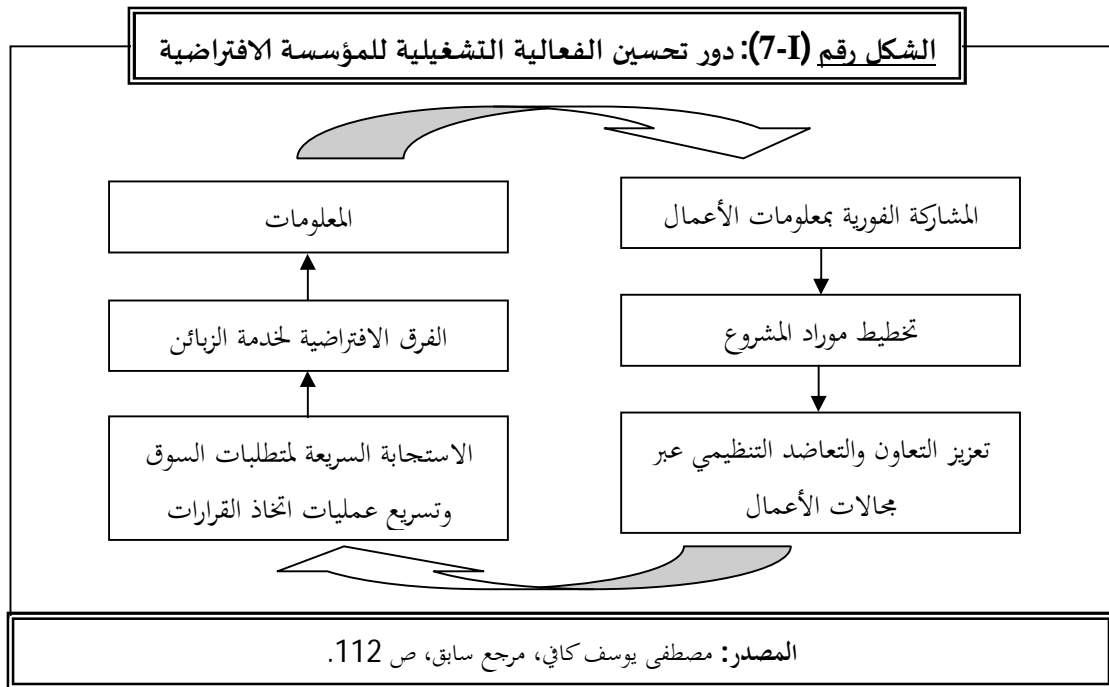 الشكل رقم (7-I): دور تحسين الفعالية التشغيلية للمؤسسة الافتراضية
المشاركة الفورية بمعلومات الأعمال
تخطيط موراد المشروع
تعزيز التعاون والتعاضد التنظيمي عبر
مجالات الأعمال
الاستجابة السريعة لمتطلبات السوق
وتسريع عمليات اتخاذ القرارات
الفرق الافتراضية لخدمة الزبائن
المعلومات
المصدر: مصطفى يوسف كافي، مرجع سابق، ص 112.